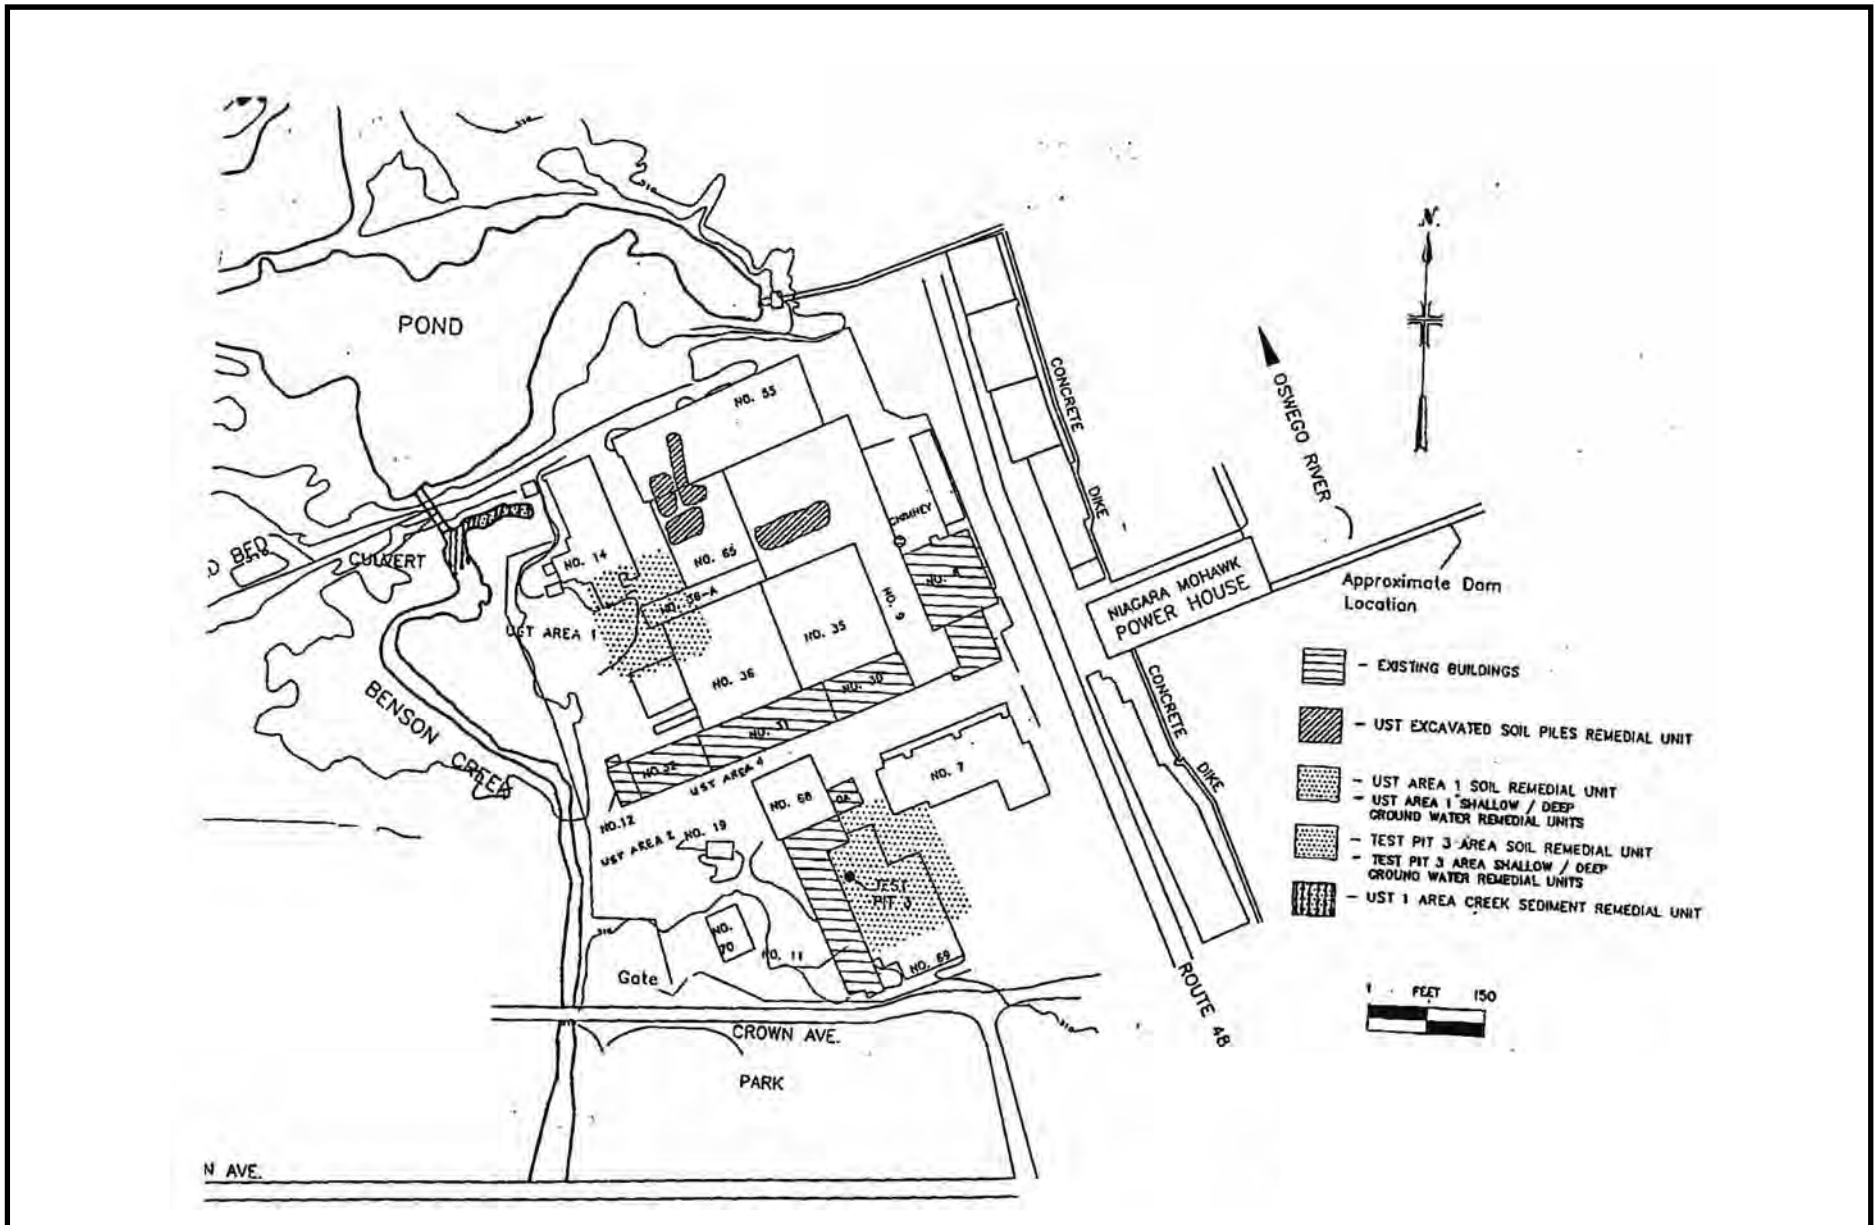 310
310
N.
POND
CONCRETE
DIKE
OSWEGO RIVER
NO. 55
CHIMNEY
NO. 65
NO. 14
D BED
CULVERT
NO. 9
NIAGARA MOHAWK
POWER HOUSE
Approximate Dam
Location
UST AREA 1
NO. 35
NO. 36
NO. 30
NO. 31
NO. 32
NO.12
UST AREA 4
UST AREA 2
NO. 19
NO. 68
NO. 7
BENSON CREEK
CONCRETE
DIKE
TEST
PIT 3
NO. 70
NO. 11
NO. 69
310
Gate
CROWN AVE.
PARK
ROUTE 48
310
N AVE.
- EXISTING BUILDINGS
- UST EXCAVATED SOIL PILES REMEDIAL UNIT
- UST AREA 1 SOIL REMEDIAL UNIT
- UST AREA 1 SHALLOW / DEEP
GROUND WATER REMEDIAL UNITS
- TEST PIT 3 AREA SOIL REMEDIAL UNIT
- TEST PIT 3 AREA SHALLOW / DEEP
GROUND WATER REMEDIAL UNITS
- UST 1 AREA CREEK SEDIMENT REMEDIAL UNIT
1 FEET 150